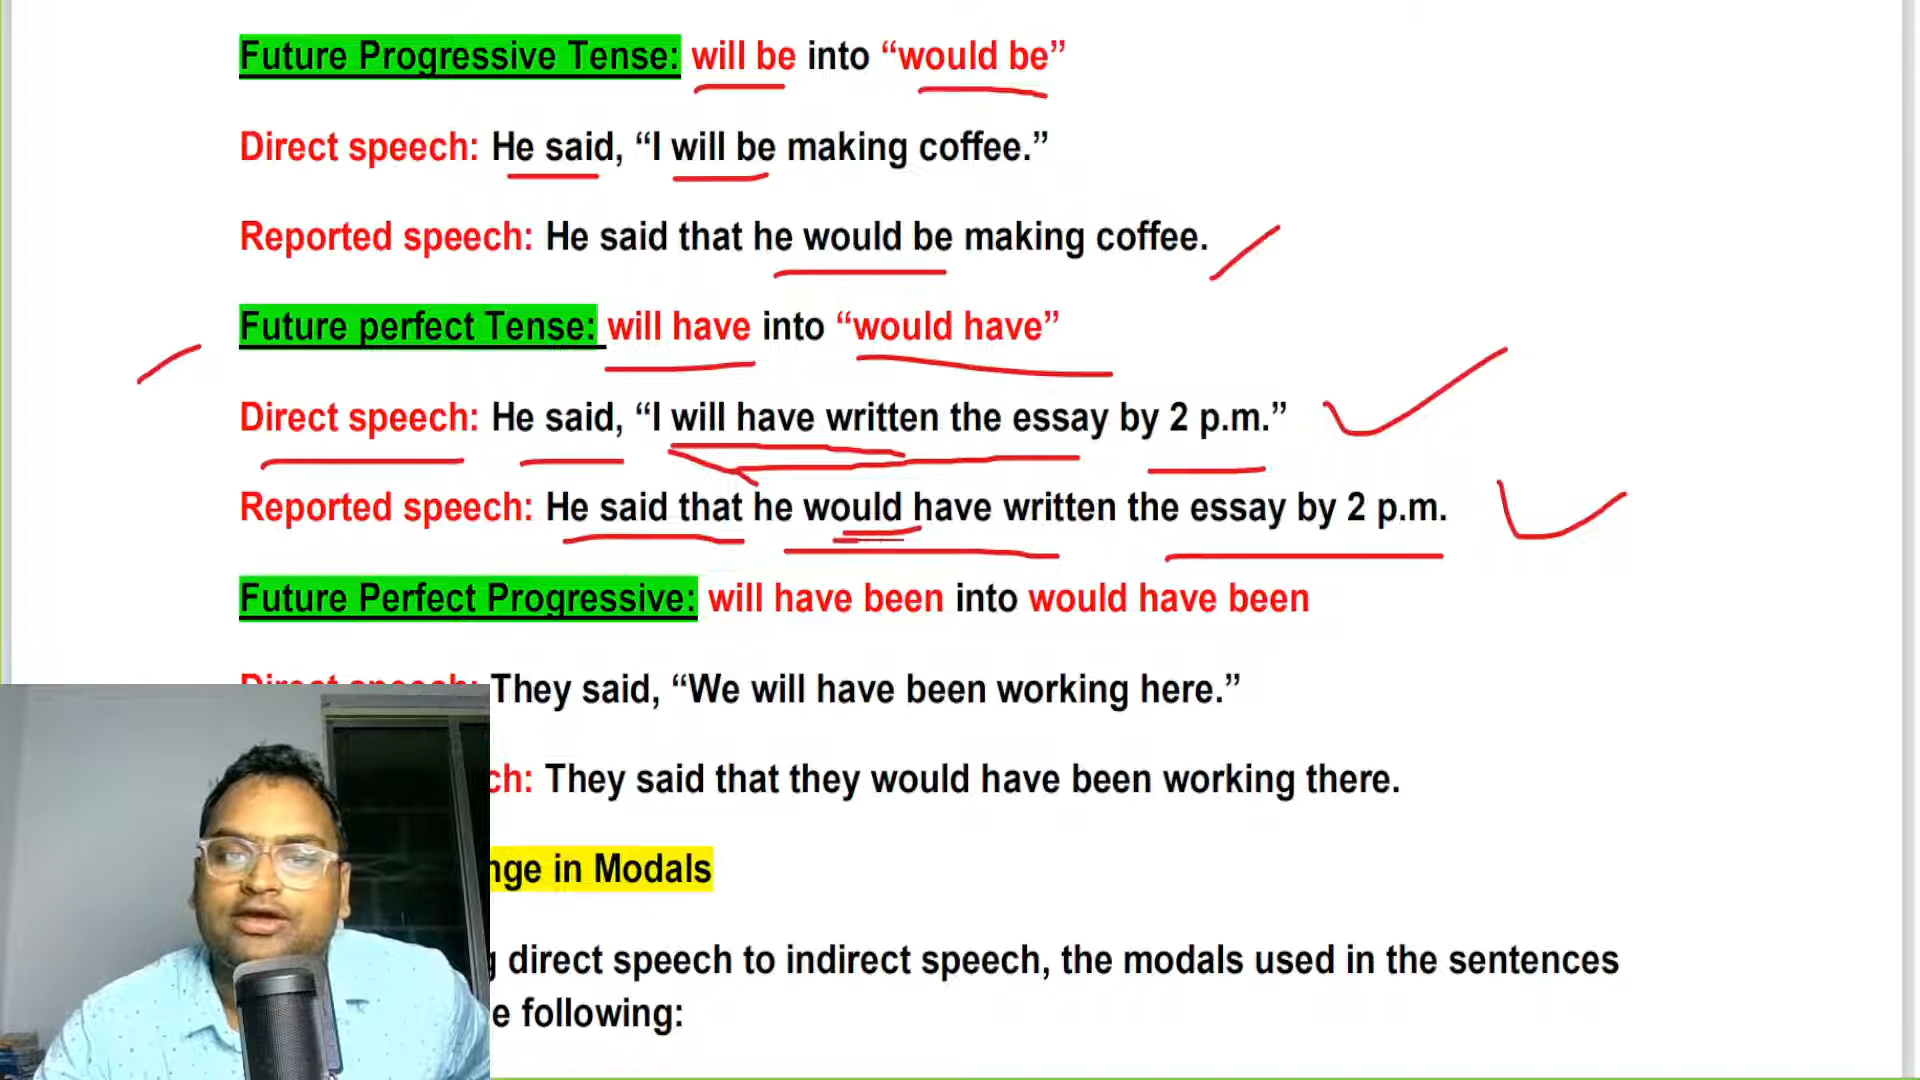 Future Progressive Tense: will be into “would be”
Direct speech: He said, “I will be making coffee.”
Reported speech: He said that he would be making coffee.
Future perfect Tense: will have into “would have”
Direct speech: He said, “I will have written the essay by 2 p.m.”
Reported speech: He said that he would have written the essay by 2 p.m.
Future Perfect Progressive: will have been into would have been
Direct speech: They said, “We will have been working here.”
They said that they would have been working there.
in Modals
direct speech to indirect speech, the modals used in the sentences
following: